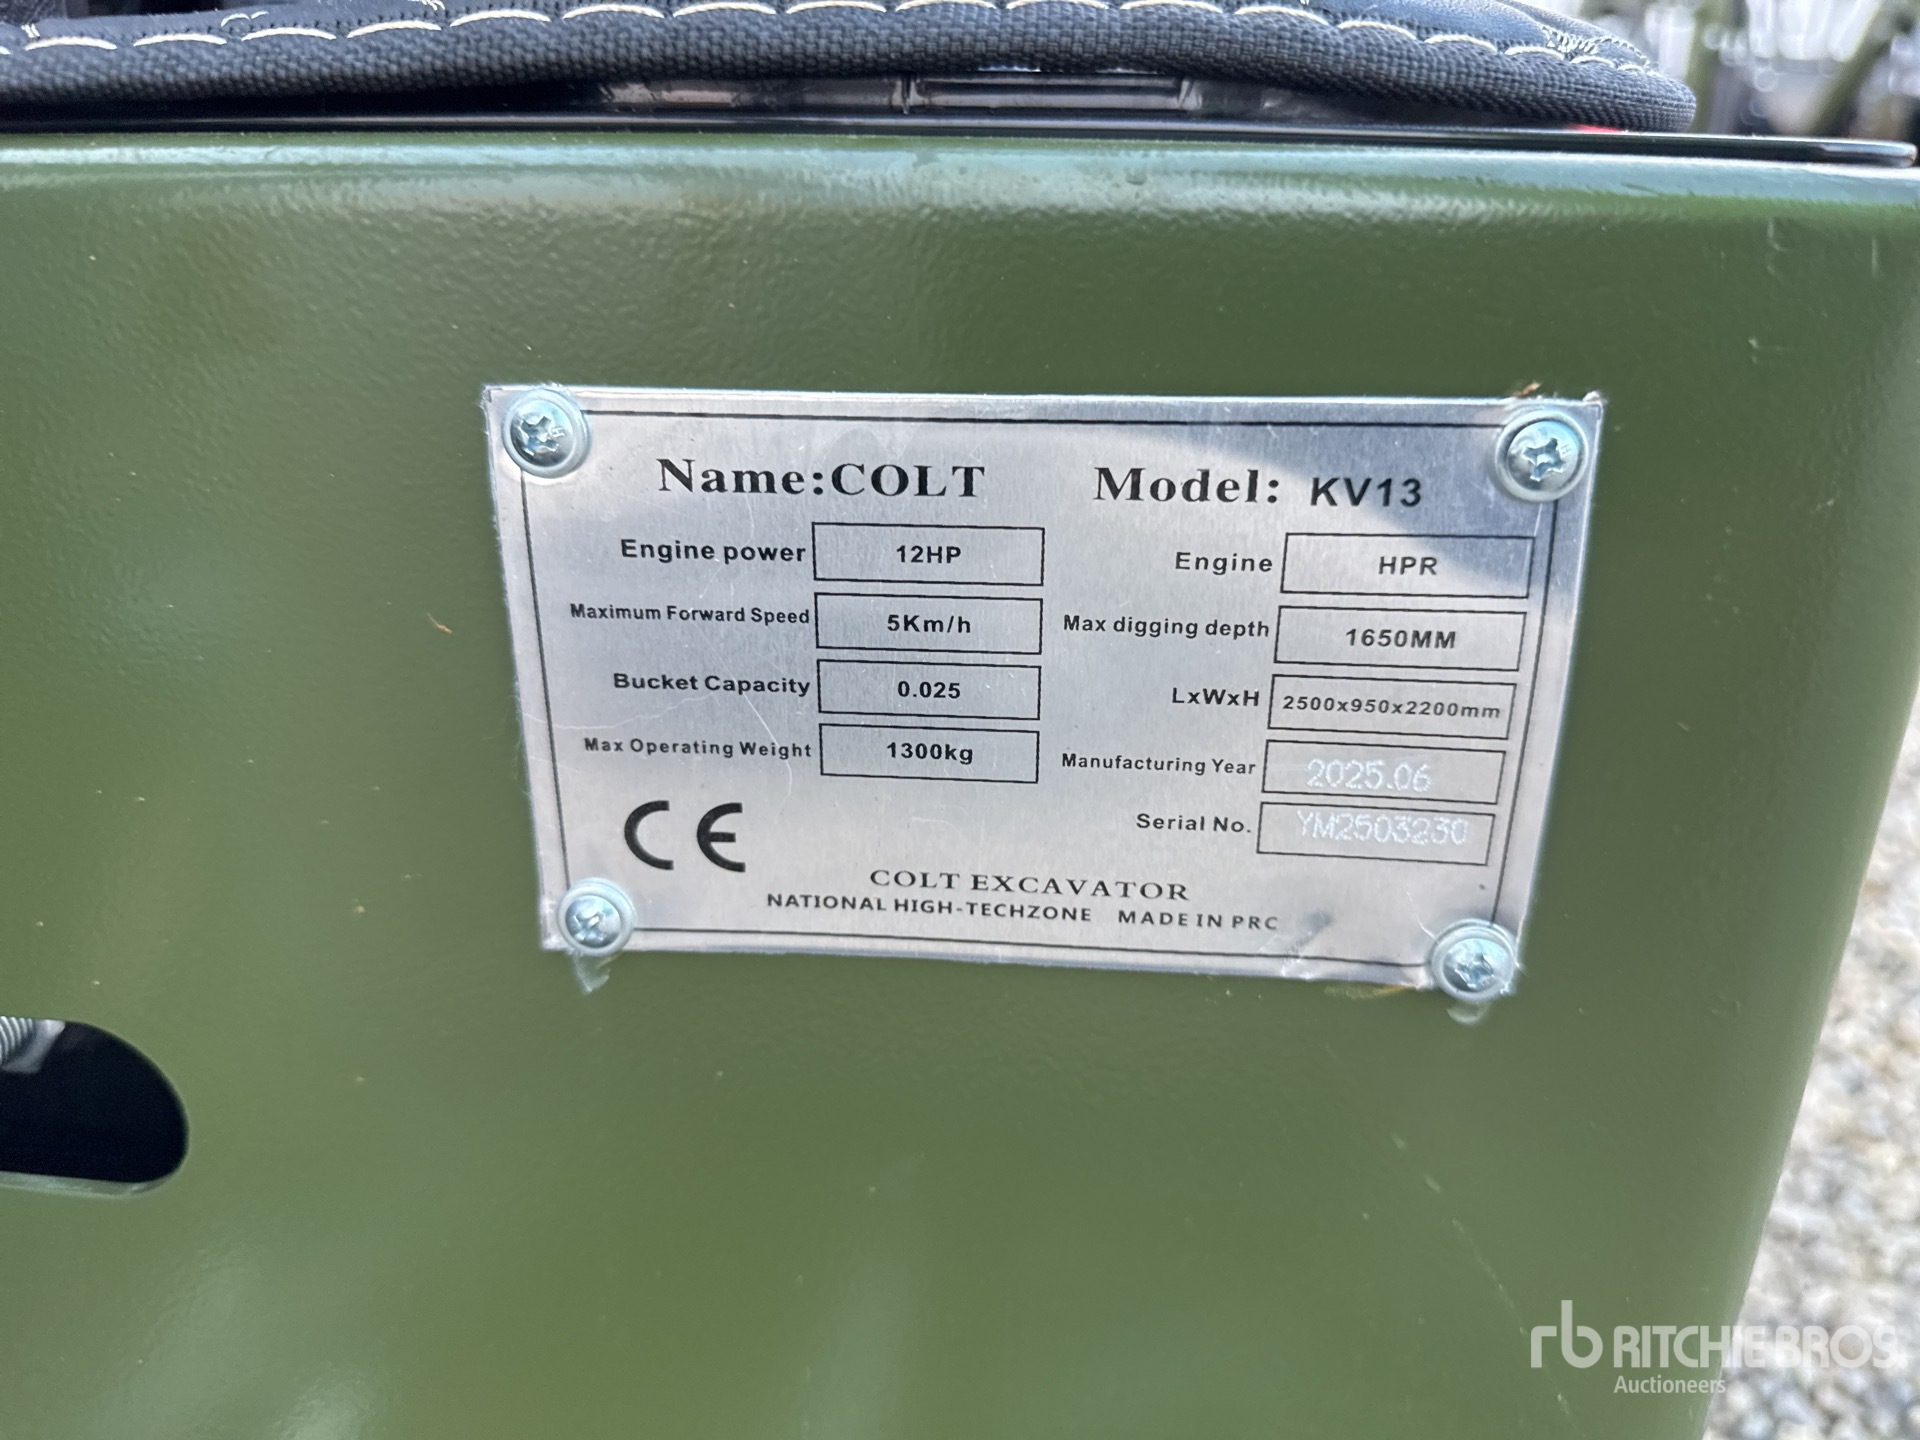 Name:COLT Model: KV13
Engine power 12HP Engine HPR
Maximum Forward Speed 5Km/h Max digging depth 1650MM
Bucket Capacity 0.025 LxWxH 2500x950x2200mm
Max Operating Weight 1300kg Manufacturing Year 2025.06
CE Serial No. YM2503230
COLT EXCAVATOR
NATIONAL HIGH-TECHZONE MADE IN PRC
rb RITCHIE BROS.
Auctioneers